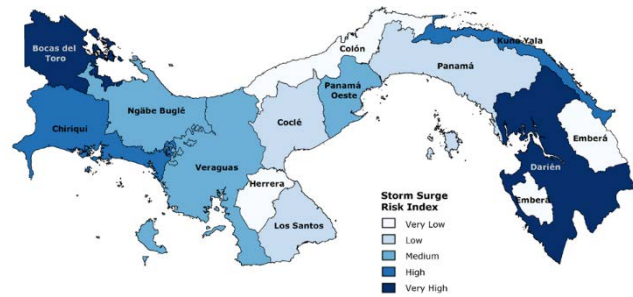 Bocas del
Toro
Colón
Kuna Yala
Panamá
Panamá
Oeste
Ngäbe Buglé
Chiriquí
Coclé
Emberá
Veraguas
Darién
Herrera
Emberá
Los Santos
Storm Surge
Risk Index
Very Low
Low
Medium
High
Very High